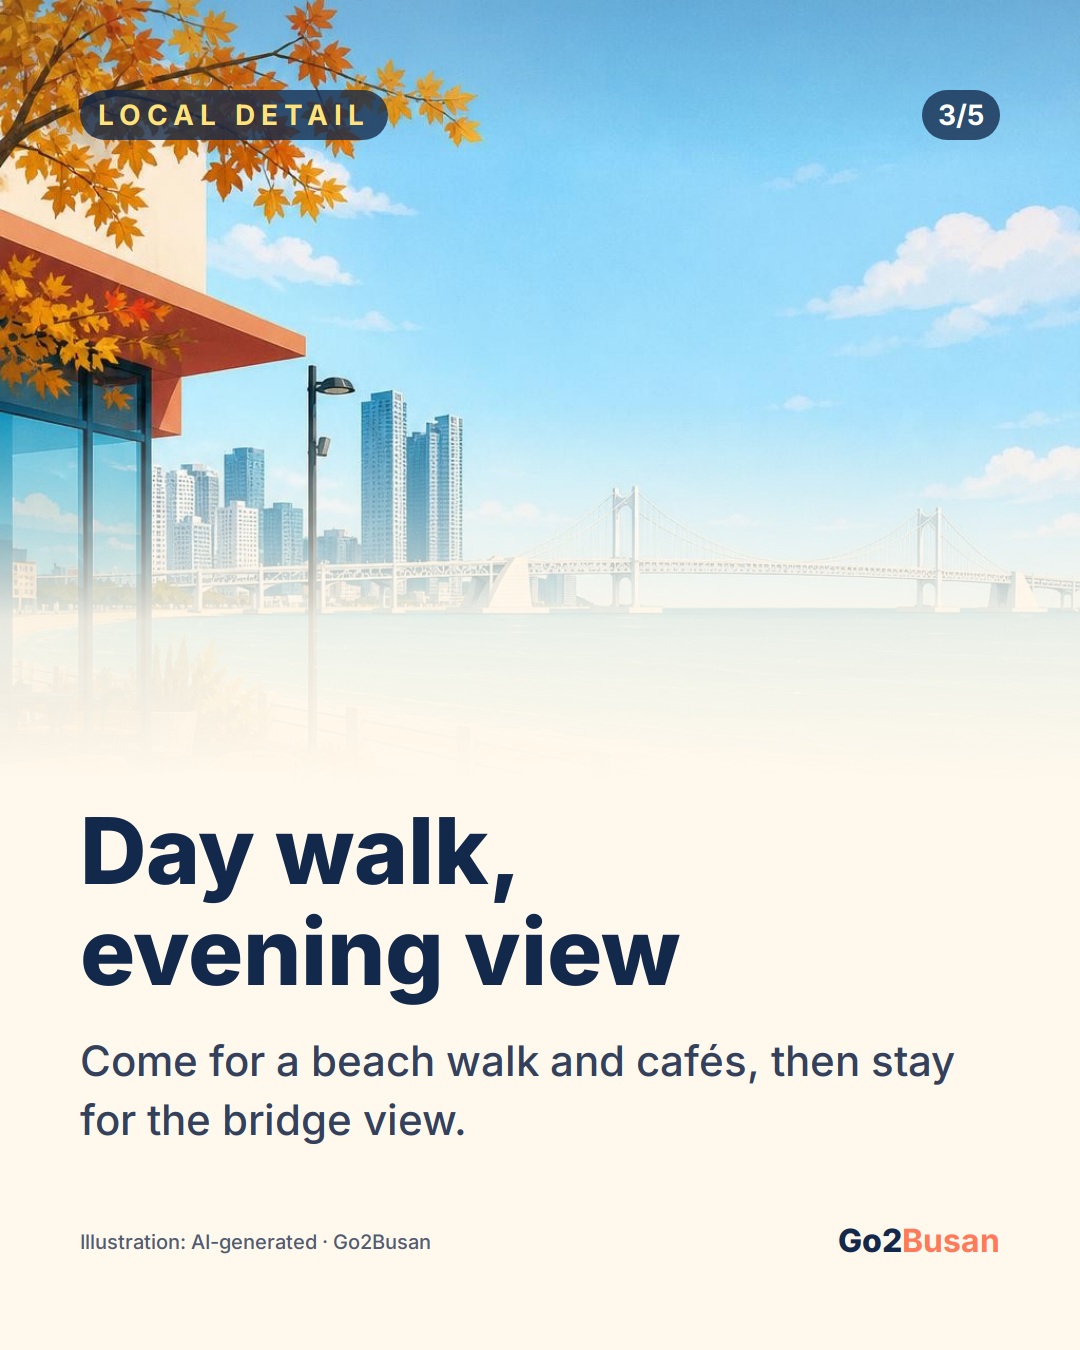 LOCAL DETAIL
3/5
Day walk,
evening view
Come for a beach walk and cafés, then stay
for the bridge view.
Illustration: AI-generated · Go2Busan
Go2Busan